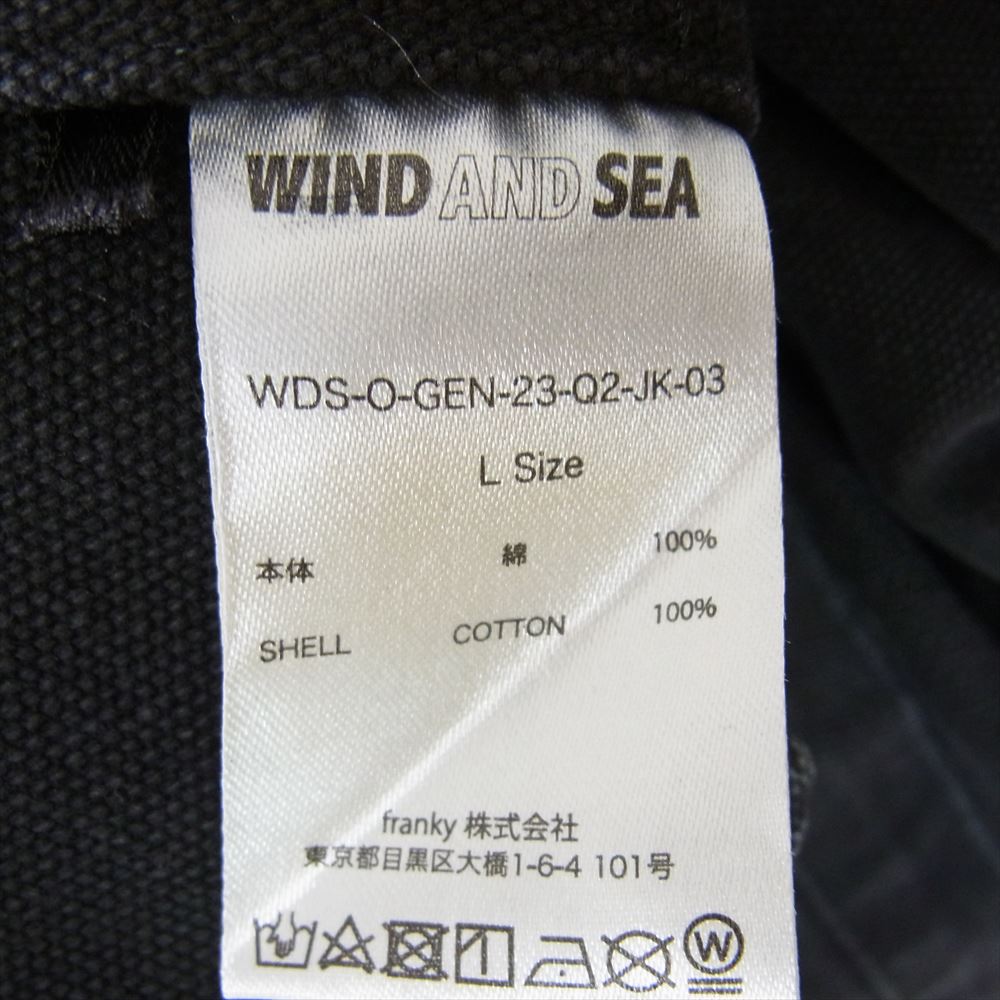 WIND AND SEA
WDS-O-GEN-23-Q2-JK-03
L Size
本体 綿 100%
SHELL COTTON 100%
franky 株式会社
東京都目黒区大橋1-6-4 101号
W